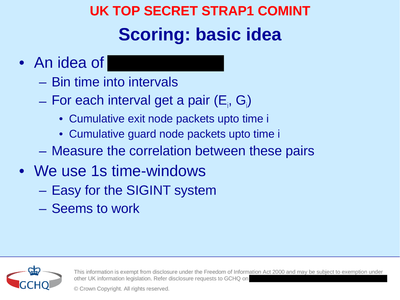 UK TOP SECRET STRAP1 COMINT
Scoring: basic idea
• An idea of
– Bin time into intervals
– For each interval get a pair (Ei, Gi)
• Cumulative exit node packets upto time i
• Cumulative guard node packets upto time i
– Measure the correlation between these pairs
• We use 1s time-windows
– Easy for the SIGINT system
– Seems to work
GCHQ
This information is exempt from disclosure under the Freedom of Information Act 2000 and may be subject to exemption under
other UK information legislation. Refer disclosure requests to GCHQ on
© Crown Copyright. All rights reserved.